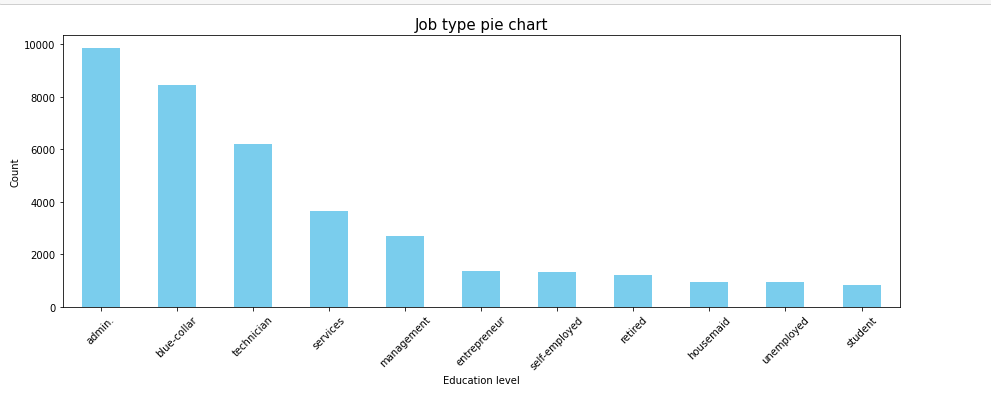 Job type pie chart
10000
8000
6000
4000
2000
0
Count
admin.
blue-collar
technician
services
management
entrepreneur
self-employed
retired
housemaid
unemployed
student
Education level